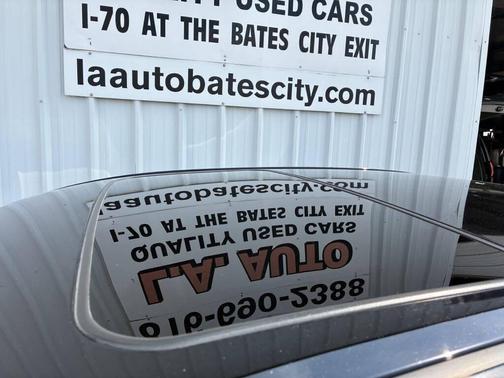 QUALITY USED CARS
I-70 AT THE BATES CITY EXIT
laautobatescity.com
laautobatescity.com
I-70 AT THE BATES CITY EXIT
QUALITY USED CARS
L.A. AUTO
816-690-2388